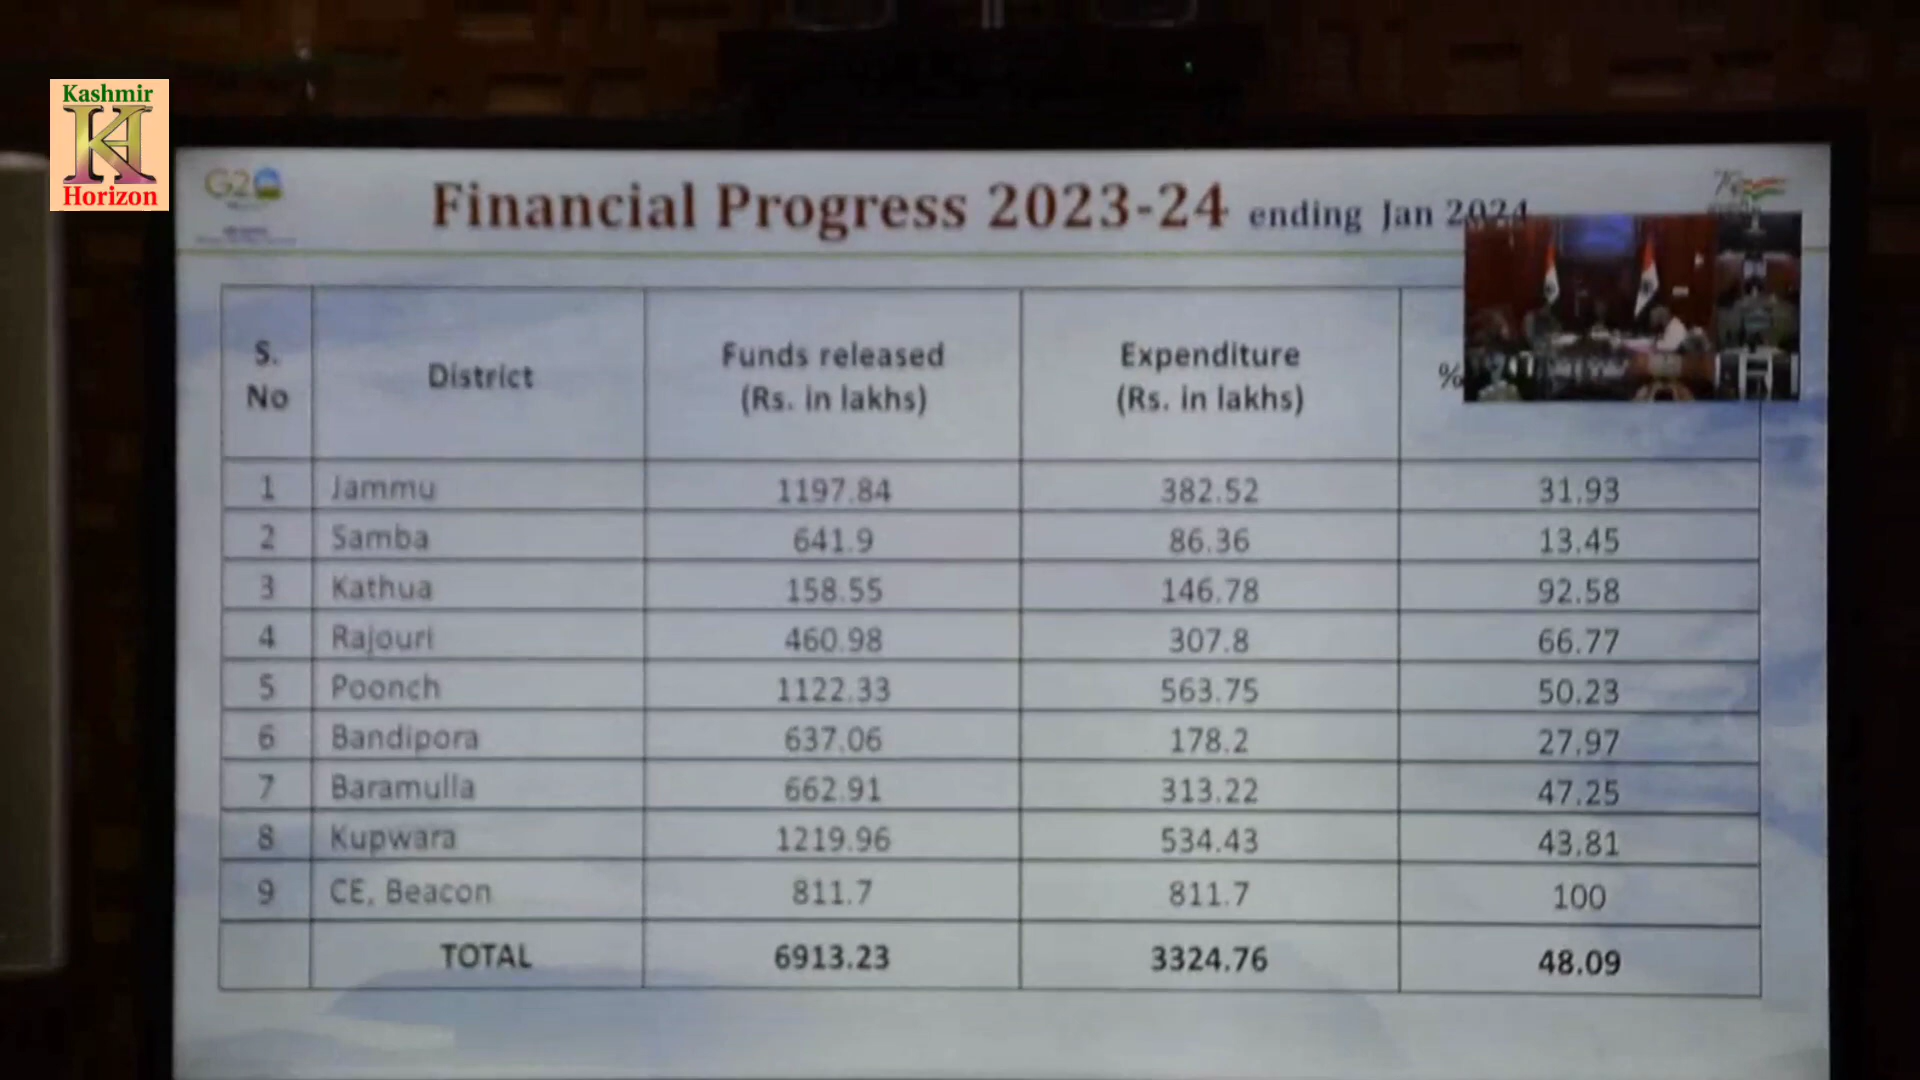 Kashmir
KH
Horizon
G20
Financial Progress 2023-24 ending Jan 2024
S. No District Funds released (Rs. in lakhs) Expenditure (Rs. in lakhs) %
1 Jammu 1197.84 382.52 31.93
2 Samba 641.9 86.36 13.45
3 Kathua 158.55 146.78 92.58
4 Rajouri 460.98 307.8 66.77
5 Poonch 1122.33 563.75 50.23
6 Bandipora 637.06 178.2 27.97
7 Baramulla 662.91 313.22 47.25
8 Kupwara 1219.96 534.43 43.81
9 CE, Beacon 811.7 811.7 100
TOTAL 6913.23 3324.76 48.09